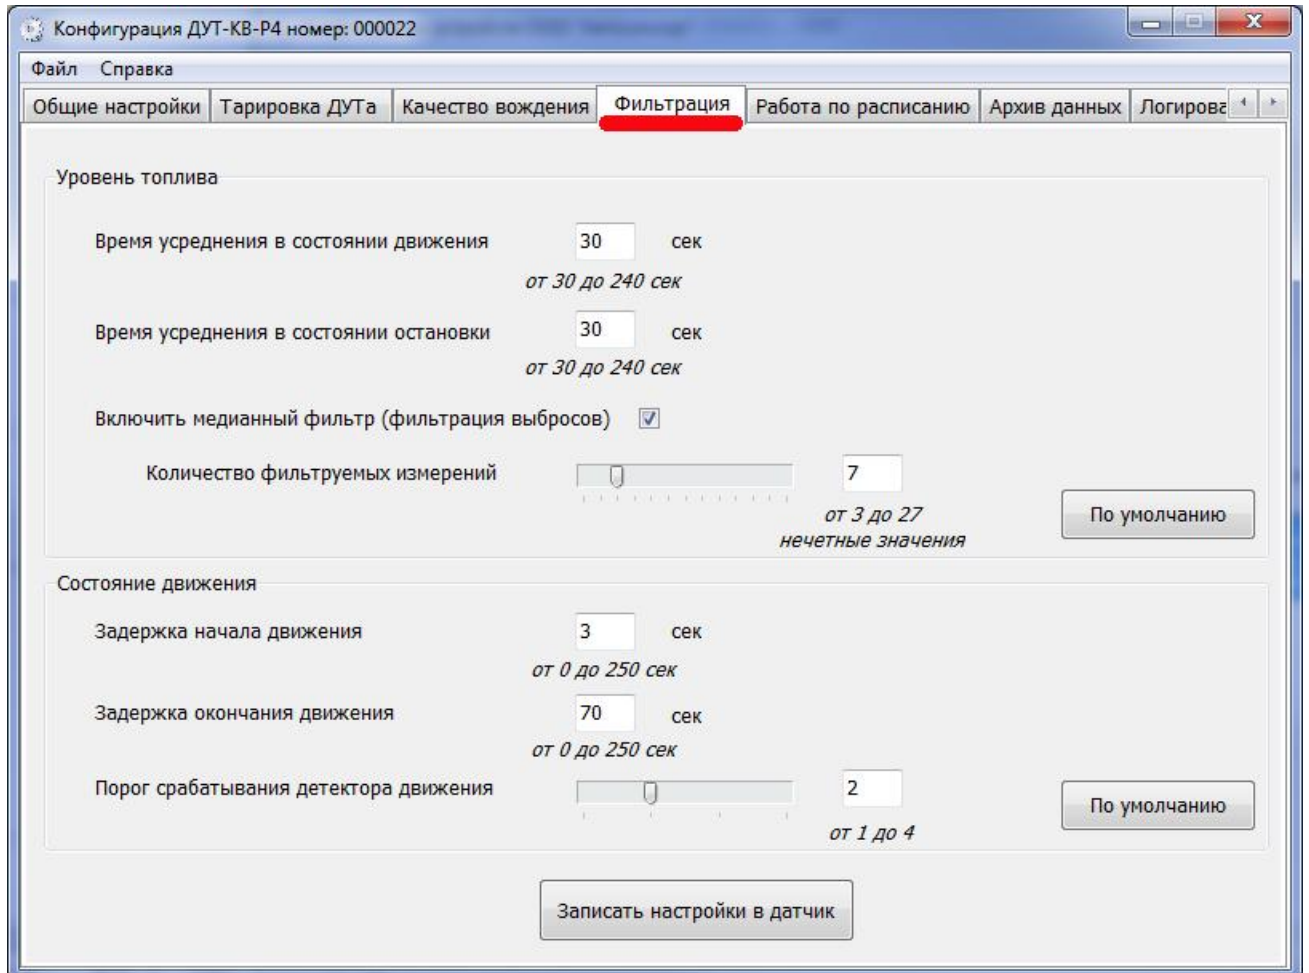 Конфигурация ДУТ-КВ-Р4 номер: 000022
Файл Справка
Общие настройки Тарировка ДУТа Качество вождения Фильтрация Работа по расписанию Архив данных Логирова
Уровень топлива
Время усреднения в состоянии движения 30 сек
от 30 до 240 сек
Время усреднения в состоянии остановки 30 сек
от 30 до 240 сек
Включить медианный фильтр (фильтрация выбросов)
Количество фильтруемых измерений 7
от 3 до 27
нечетные значения
По умолчанию
Состояние движения
Задержка начала движения 3 сек
от 0 до 250 сек
Задержка окончания движения 70 сек
от 0 до 250 сек
Порог срабатывания детектора движения 2
от 1 до 4
По умолчанию
Записать настройки в датчик